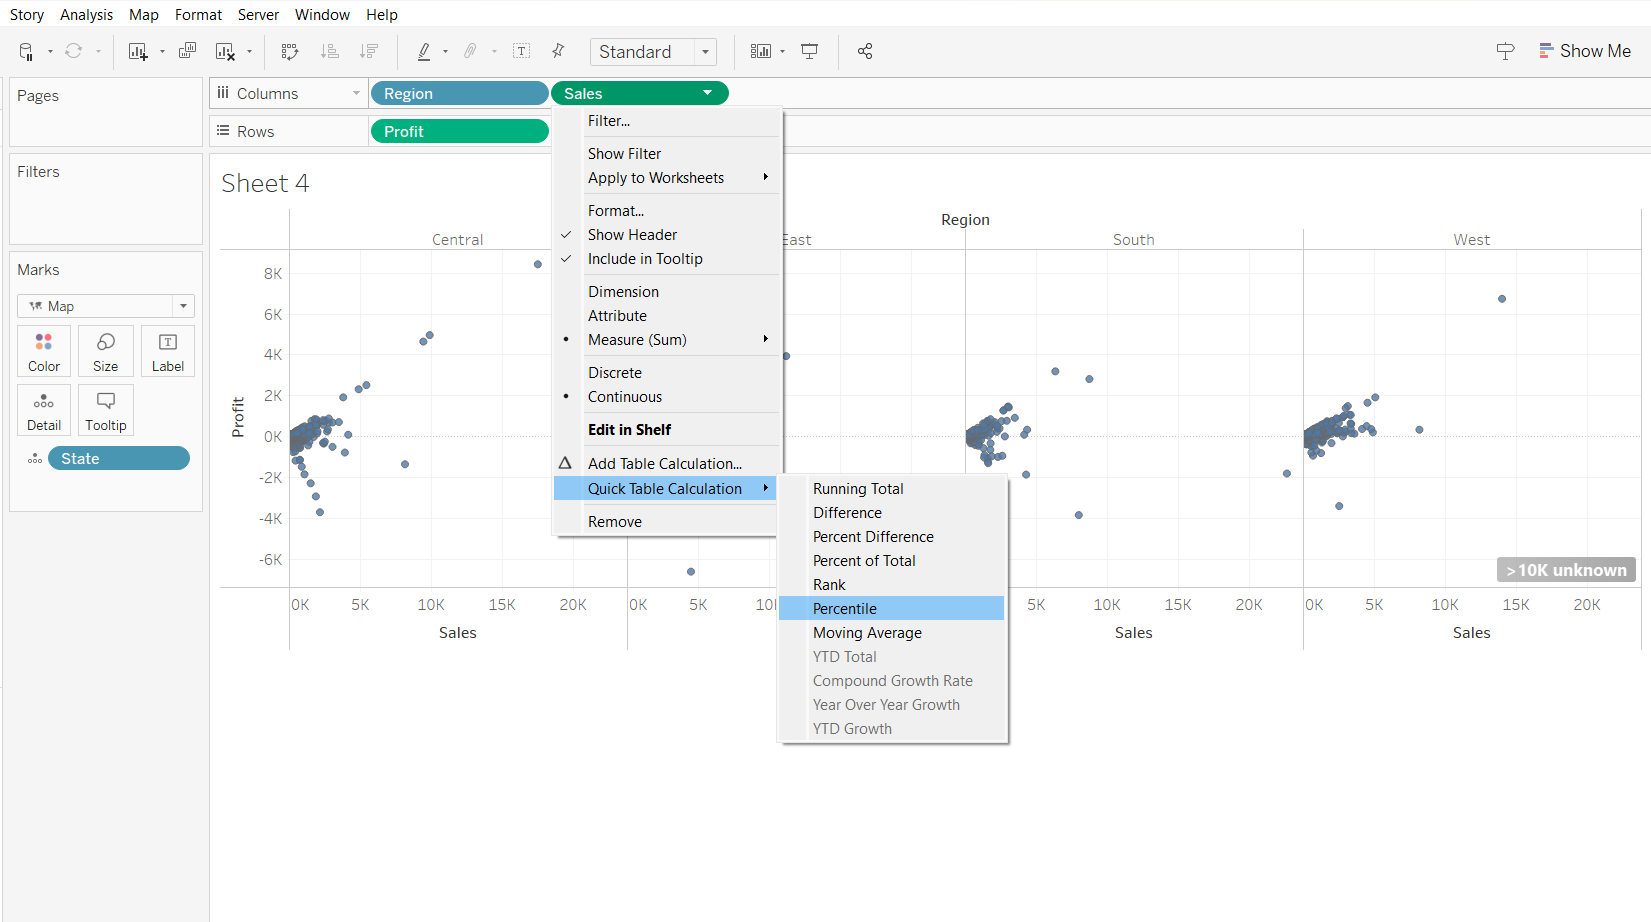 Story Analysis Map Format Server Window Help
Standard
Show Me
Pages
Columns
Region
Sales
Rows
Profit
Filters
Marks
Map
Color
Size
Label
Detail
Tooltip
State
Sheet 4
Filter...
Show Filter
Apply to Worksheets
Format...
Show Header
Include in Tooltip
Dimension
Attribute
Measure (Sum)
Discrete
Continuous
Edit in Shelf
Add Table Calculation...
Quick Table Calculation
Remove
Running Total
Difference
Percent Difference
Percent of Total
Rank
Percentile
Moving Average
YTD Total
Compound Growth Rate
Year Over Year Growth
YTD Growth
Region
Central
East
South
West
Profit
8K
6K
4K
2K
0K
-2K
-4K
-6K
>10K unknown
0K 5K 10K 15K 20K
0K 5K 10
5K 10K 15K 20K
0K 5K 10K 15K 20K
Sales
Sales
Sales